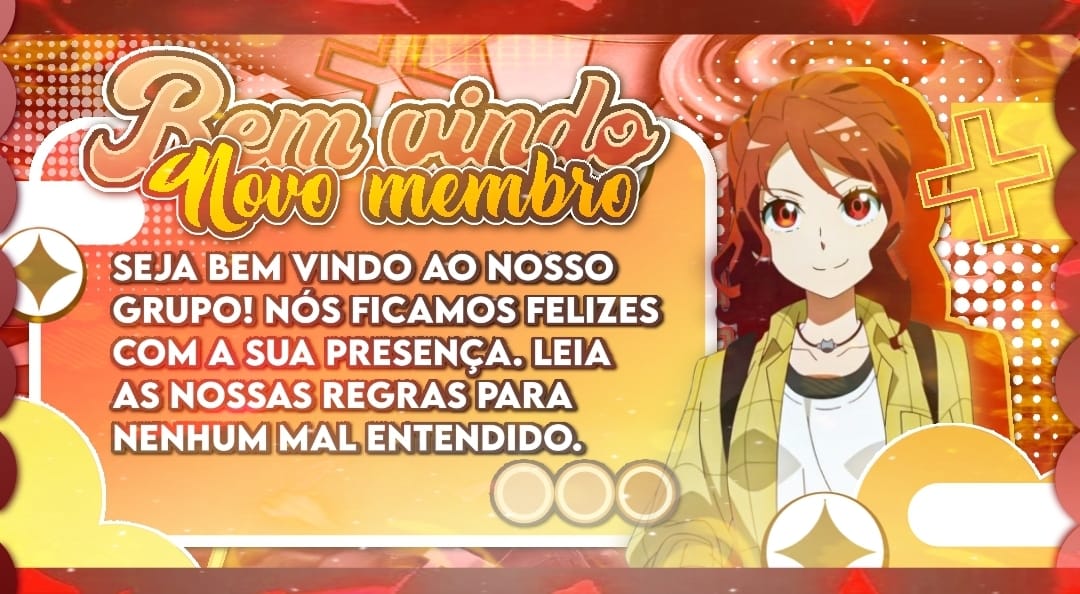 Bem vindo
Novo membro
SEJA BEM VINDO AO NOSSO
GRUPO! NÓS FICAMOS FELIZES
COM A SUA PRESENÇA. LEIA
AS NOSSAS REGRAS PARA
NENHUM MAL ENTENDIDO.